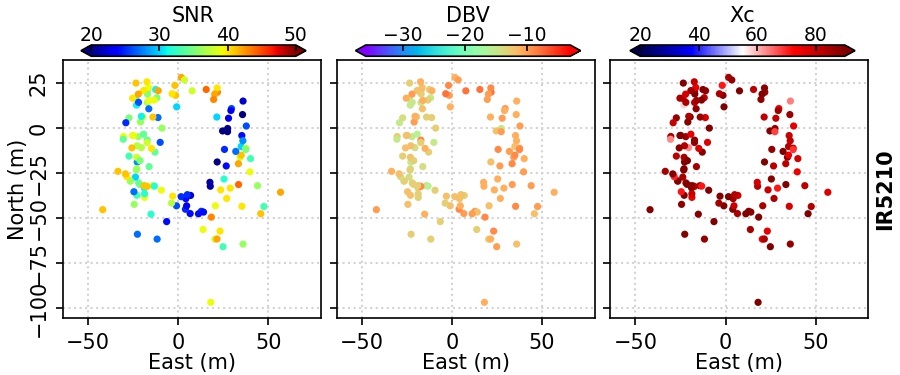 SNR DBV Xc
20 30 40 50 −30 −20 −10 20 40 60 80
25
0
−25
−50
−75
−100
North (m)
IR5210
−50 0 50 −50 0 50 −50 0 50
East (m) East (m) East (m)